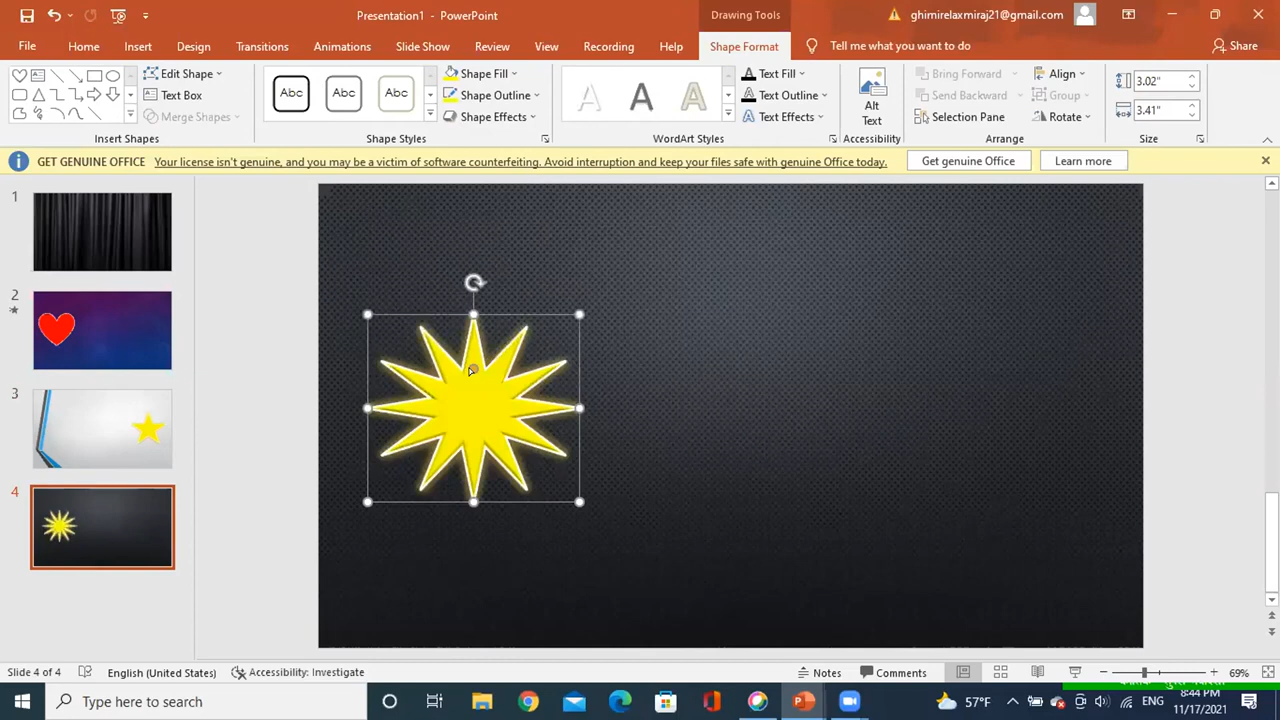 Presentation1 - PowerPoint
Drawing Tools
ghimirelaxmiraj21@gmail.com
File Home Insert Design Transitions Animations Slide Show Review View Recording Help Shape Format Tell me what you want to do Share
Edit Shape
Text Box
Merge Shapes
Insert Shapes
Abc Abc Abc
Shape Fill
Shape Outline
Shape Effects
Shape Styles
A A A
Text Fill
Text Outline
Text Effects
WordArt Styles
Alt
Text
Accessibility
Bring Forward
Send Backward
Selection Pane
Align
Group
Rotate
Arrange
3.02"
3.41"
Size
GET GENUINE OFFICE Your license isn't genuine, and you may be a victim of software counterfeiting. Avoid interruption and keep your files safe with genuine Office today. Get genuine Office Learn more
1
2
3
4
Slide 4 of 4 English (United States) Accessibility: Investigate Notes Comments 69%
Type here to search
57°F
ENG
8:44 PM
11/17/2021